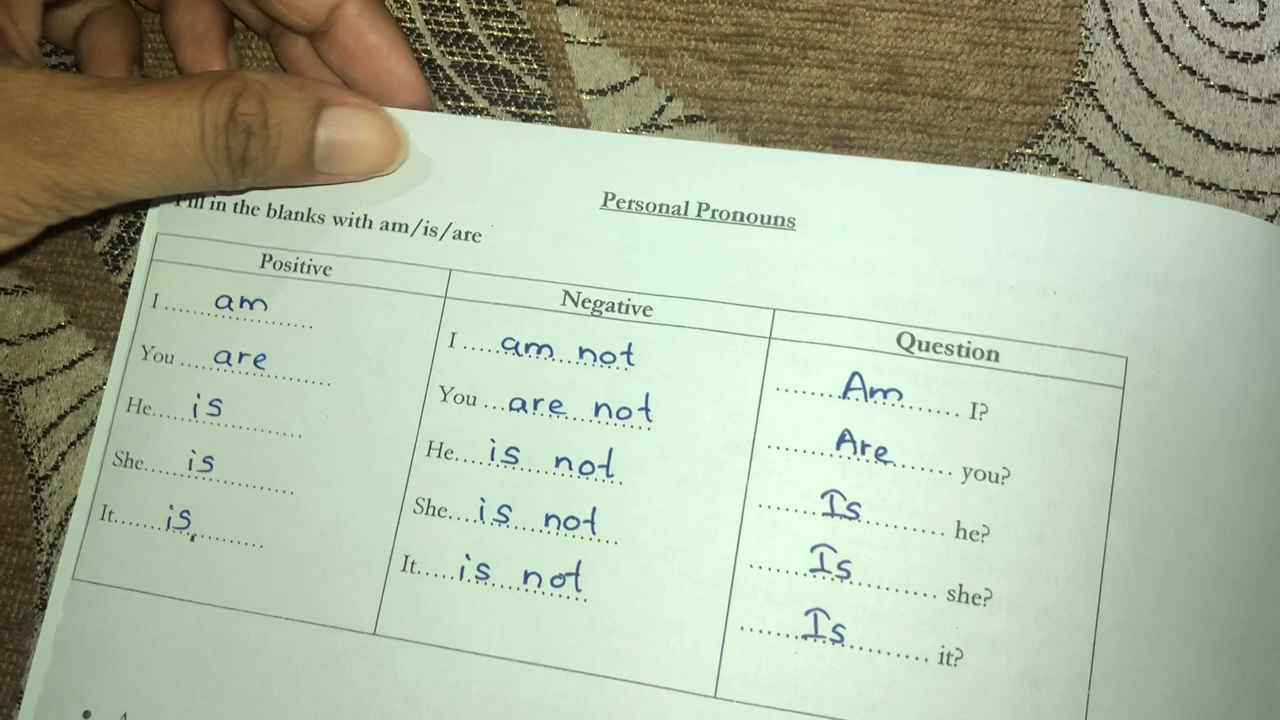 Personal Pronouns
Fill in the blanks with am/is/are
Positive
I ..... am ..............
You ..... are ..............
He..... is ..............
She...... is ..............
It....... is ..............
Negative
I ..... am not
You ... are not
He.... is not
She.... is not
It..... is not
Question
....... Am .......... I?
....... Are .......... you?
....... Is .......... he?
....... Is .......... she?
....... Is .......... it?